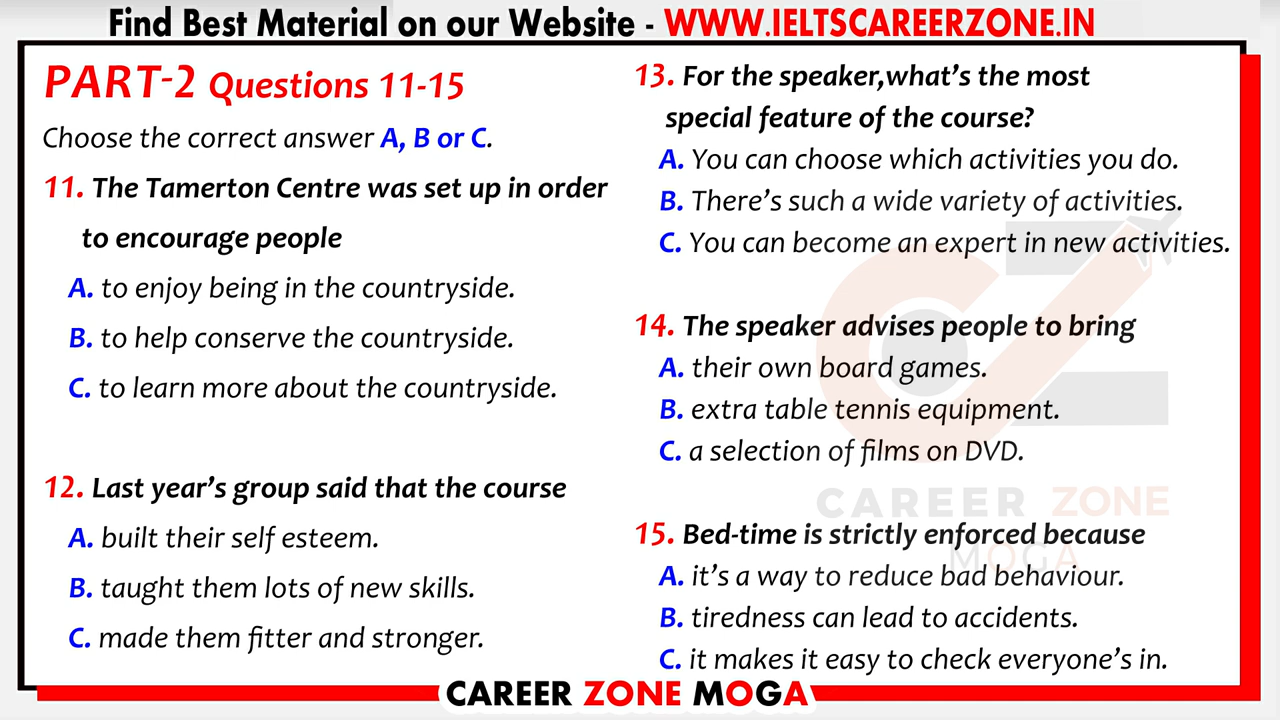 Find Best Material on our Website - WWW.IELTSCAREERZONE.IN
PART-2 Questions 11-15
Choose the correct answer A, B or C.
11. The Tamerton Centre was set up in order
to encourage people
A. to enjoy being in the countryside.
B. to help conserve the countryside.
C. to learn more about the countryside.
12. Last year's group said that the course
A. built their self esteem.
B. taught them lots of new skills.
C. made them fitter and stronger.
13. For the speaker,what's the most
special feature of the course?
A. You can choose which activities you do.
B. There's such a wide variety of activities.
C. You can become an expert in new activities.
14. The speaker advises people to bring
A. their own board games.
B. extra table tennis equipment.
C. a selection of films on DVD.
CAREER ZONE
MOGA
15. Bed-time is strictly enforced because
A. it's a way to reduce bad behaviour.
B. tiredness can lead to accidents.
C. it makes it easy to check everyone's in.
CAREER ZONE MOGA